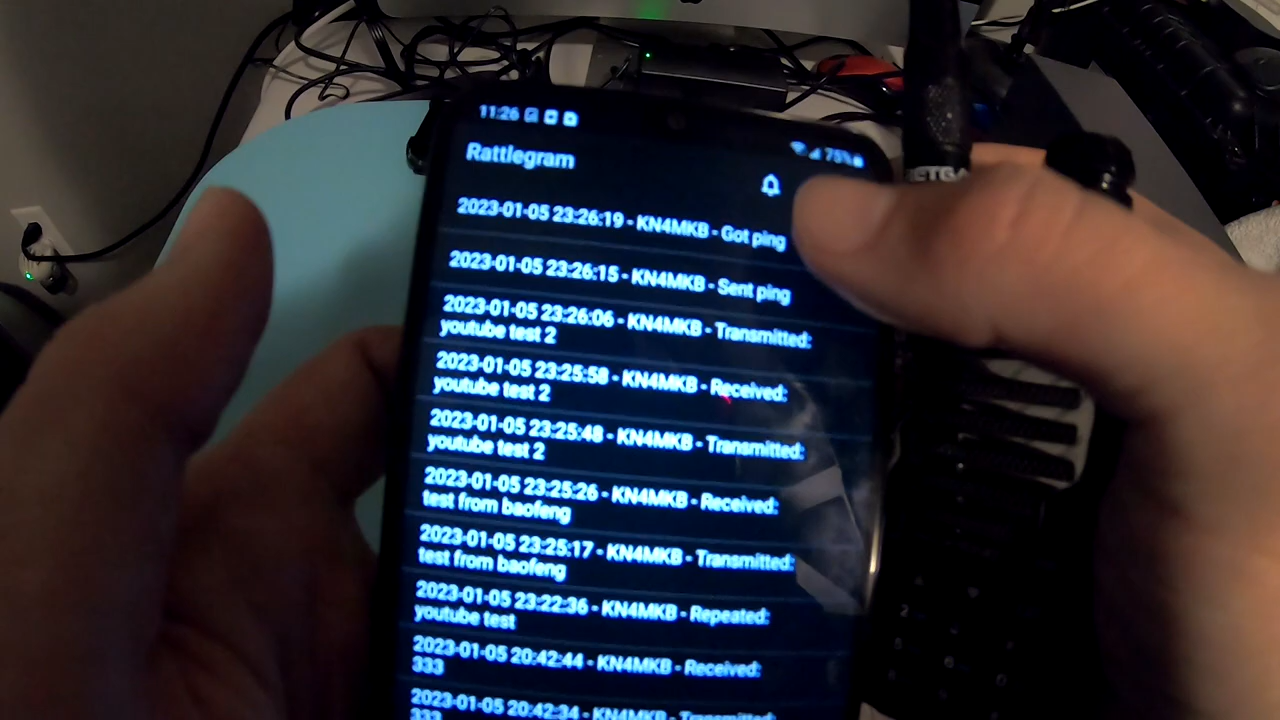 11:26
75%
Rattlegram
2023-01-05 23:26:19 - KN4MKB - Got ping
2023-01-05 23:26:15 - KN4MKB - Sent ping
2023-01-05 23:26:06 - KN4MKB - Transmitted:
youtube test 2
2023-01-05 23:25:58 - KN4MKB - Received:
youtube test 2
2023-01-05 23:25:48 - KN4MKB - Transmitted:
youtube test 2
2023-01-05 23:25:26 - KN4MKB - Received:
test from baofeng
2023-01-05 23:25:17 - KN4MKB - Transmitted:
test from baofeng
2023-01-05 23:22:36 - KN4MKB - Repeated:
youtube test
2023-01-05 20:42:44 - KN4MKB - Received:
333
2023-01-05 20:42:34 - KN4MKB - Transmitted:
333